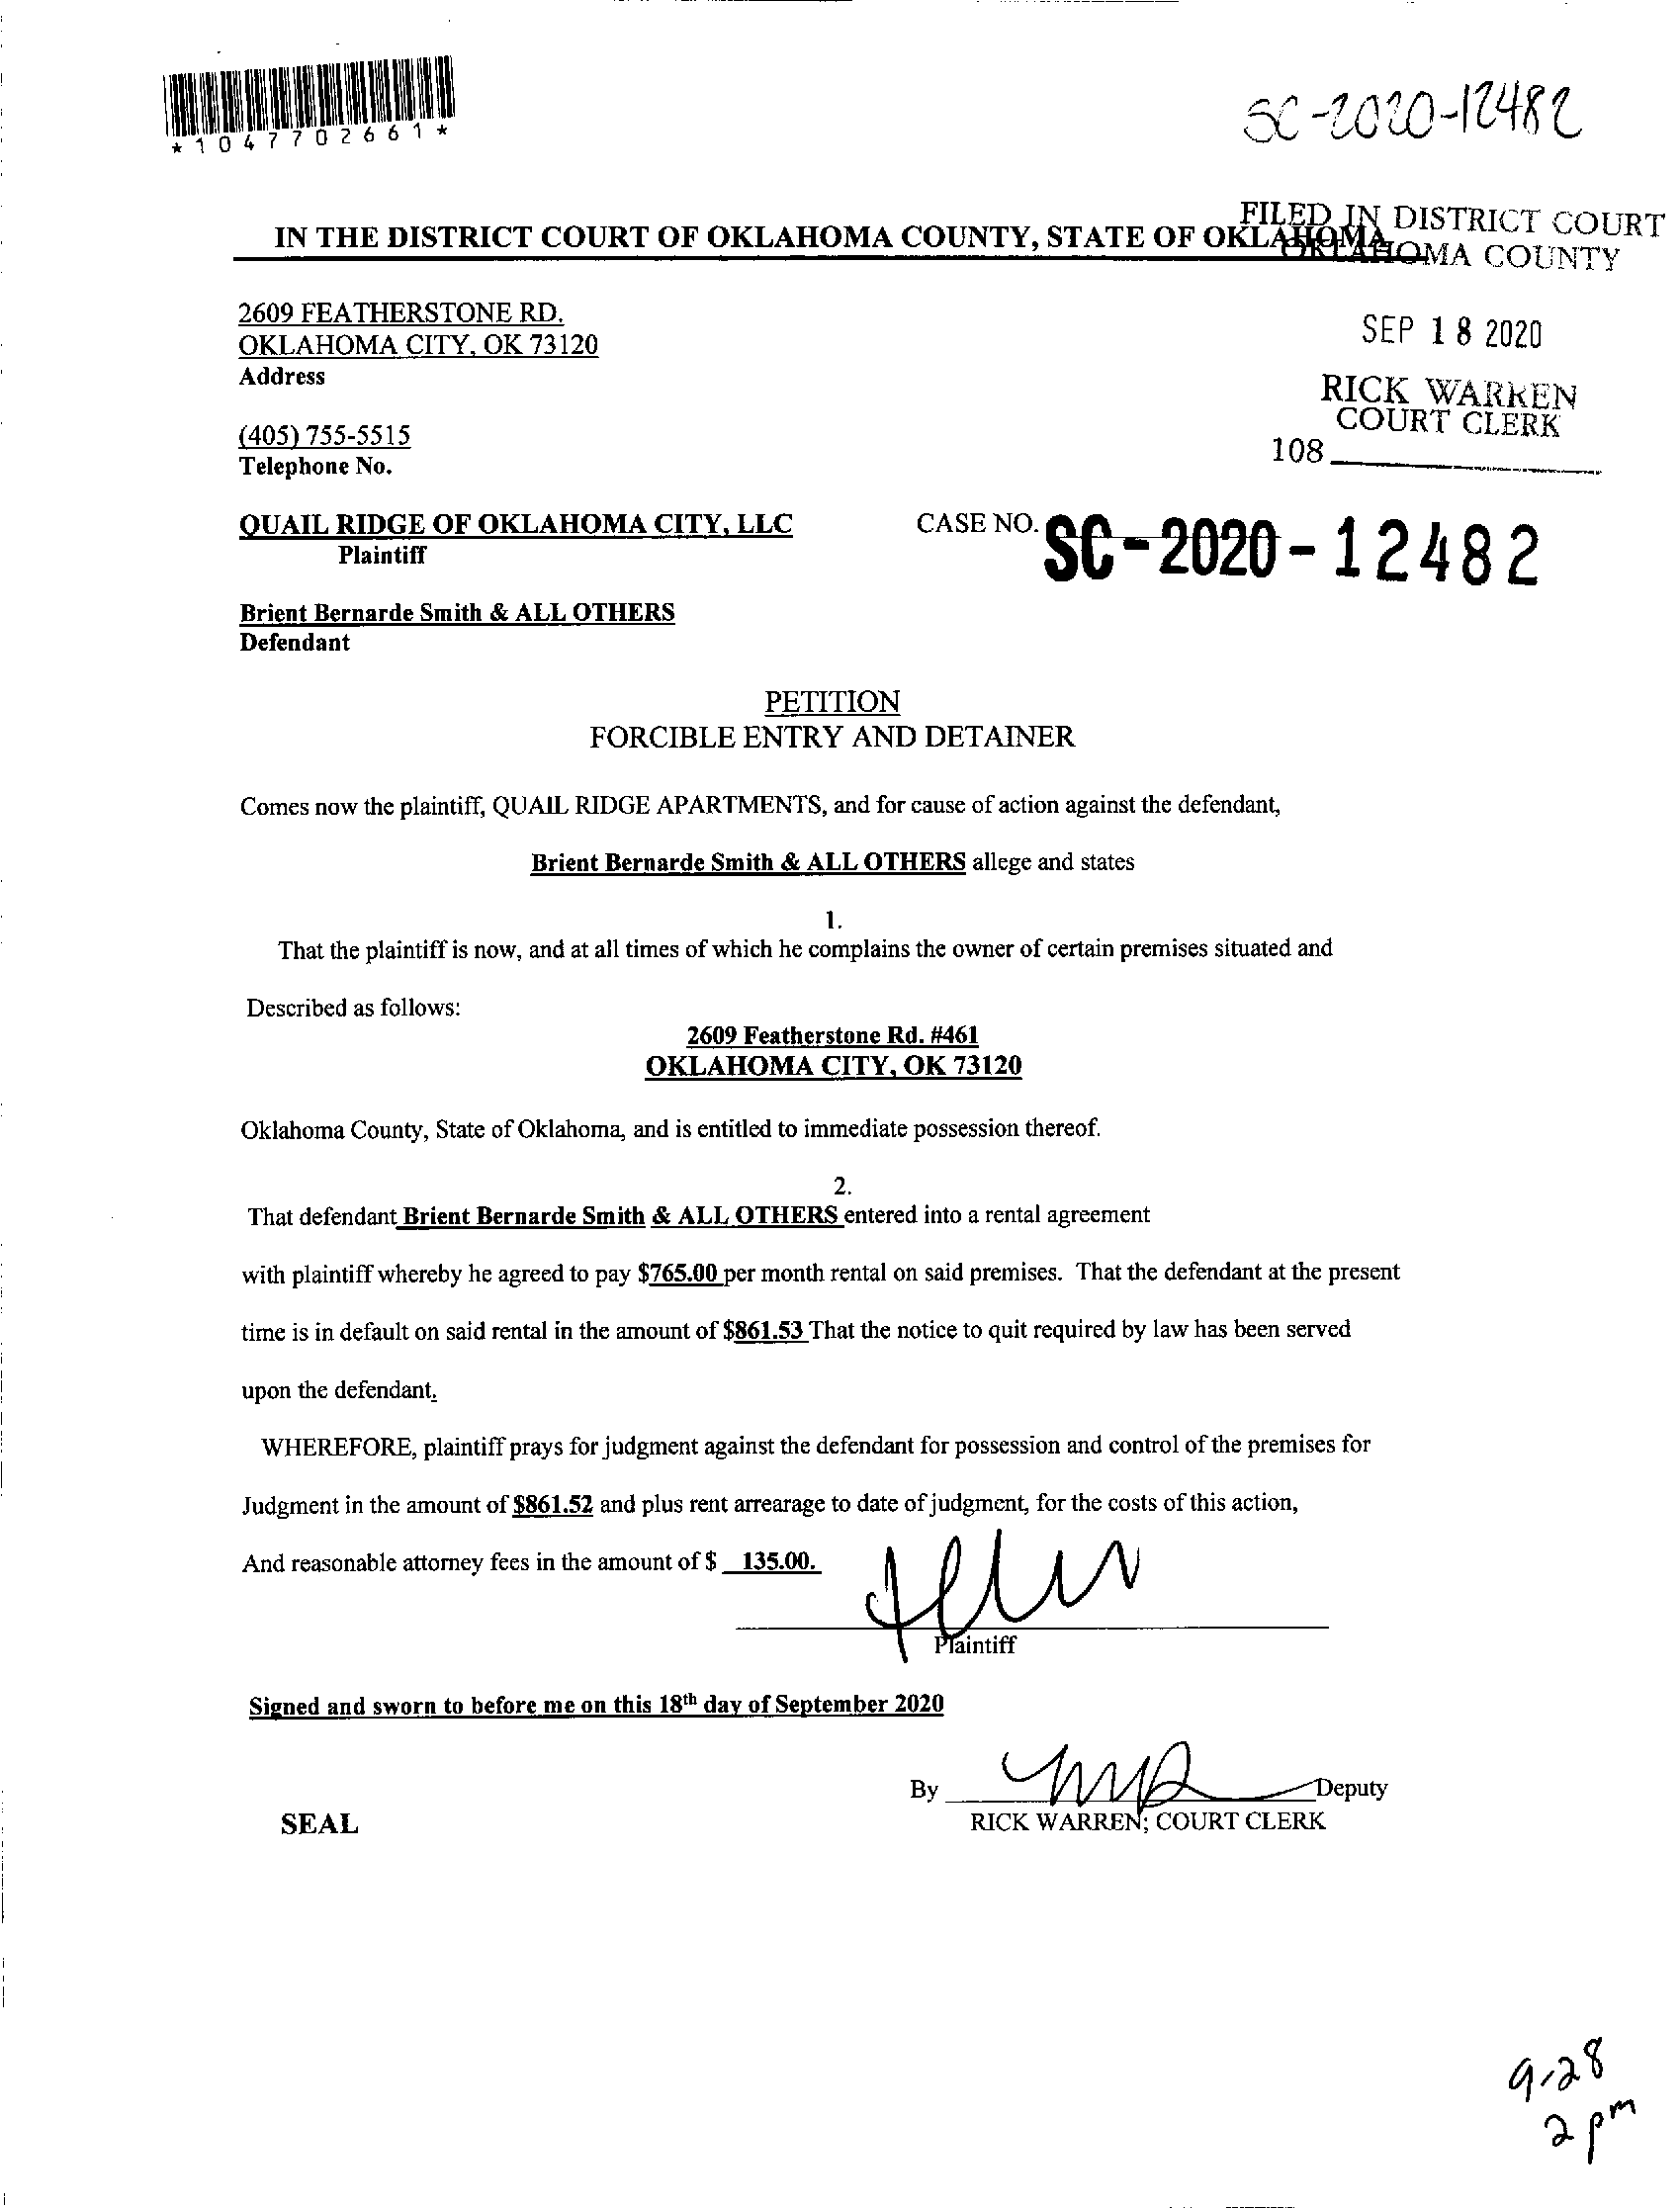 *1047702661*
SC-2020-12482
FILED IN DISTRICT COURT
OKLAHOMA COUNTY
IN THE DISTRICT COURT OF OKLAHOMA COUNTY, STATE OF OKLAHOMA
2609 FEATHERSTONE RD.
OKLAHOMA CITY, OK 73120
Address
SEP 18 2020
RICK WARREN
COURT CLERK
108
(405) 755-5515
Telephone No.
QUAIL RIDGE OF OKLAHOMA CITY, LLC
Plaintiff
CASE NO. SC-2020-12482
Brient Bernarde Smith & ALL OTHERS
Defendant
PETITION
FORCIBLE ENTRY AND DETAINER
Comes now the plaintiff, QUAIL RIDGE APARTMENTS, and for cause of action against the defendant,
Brient Bernarde Smith & ALL OTHERS allege and states
1.
That the plaintiff is now, and at all times of which he complains the owner of certain premises situated and
Described as follows:
2609 Featherstone Rd. #461
OKLAHOMA CITY, OK 73120
Oklahoma County, State of Oklahoma, and is entitled to immediate possession thereof.
2.
That defendant Brient Bernarde Smith & ALL OTHERS entered into a rental agreement
with plaintiff whereby he agreed to pay $765.00 per month rental on said premises. That the defendant at the present
time is in default on said rental in the amount of $861.53 That the notice to quit required by law has been served
upon the defendant.
WHEREFORE, plaintiff prays for judgment against the defendant for possession and control of the premises for
Judgment in the amount of $861.52 and plus rent arrearage to date of judgment, for the costs of this action,
And reasonable attorney fees in the amount of $ 135.00.
Plaintiff
Signed and sworn to before me on this 18th day of September 2020
By Deputy
RICK WARREN; COURT CLERK
SEAL
9-28
2 pm